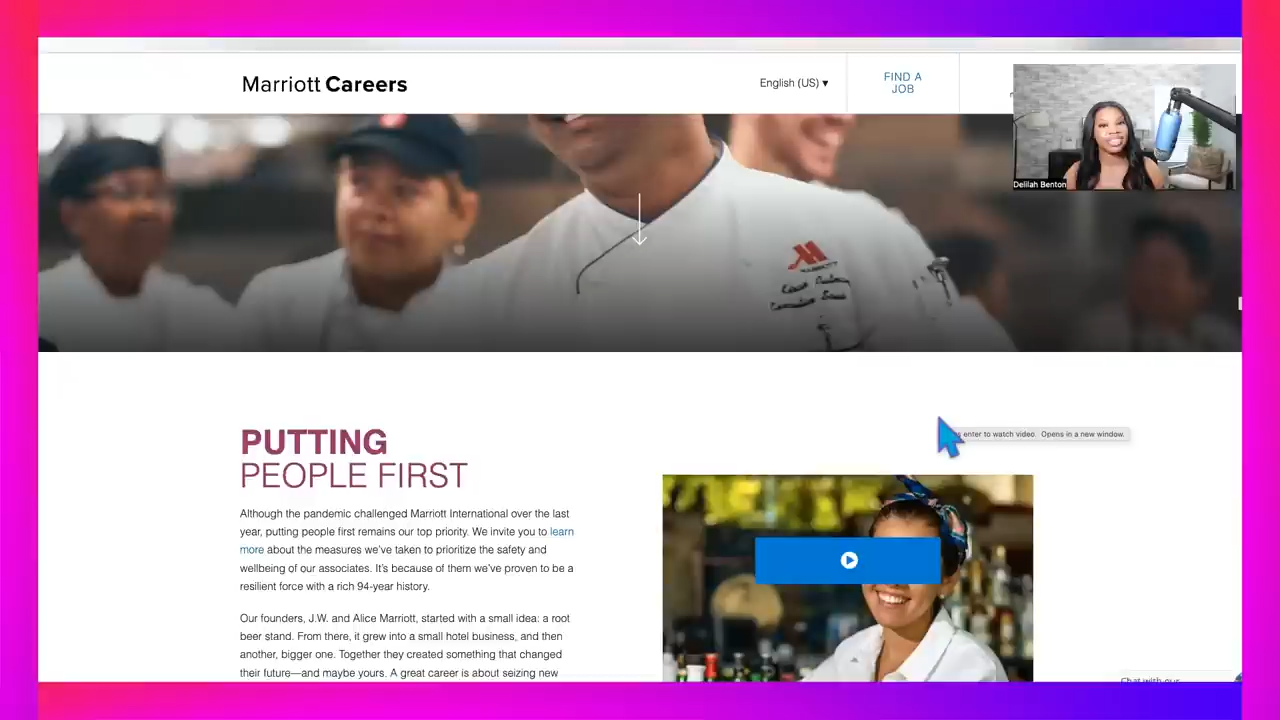 Marriott Careers
English (US) ▾
FIND A
JOB
Delilah Benton
MARRIOTT
PUTTING
PEOPLE FIRST
enter to watch video. Opens in a new window.
Although the pandemic challenged Marriott International over the last
year, putting people first remains our top priority. We invite you to learn
more about the measures we've taken to prioritize the safety and
wellbeing of our associates. It's because of them we've proven to be a
resilient force with a rich 94-year history.
Our founders, J.W. and Alice Marriott, started with a small idea: a root
beer stand. From there, it grew into a small hotel business, and then
another, bigger one. Together they created something that changed
their future—and maybe yours. A great career is about seizing new
Chat with our